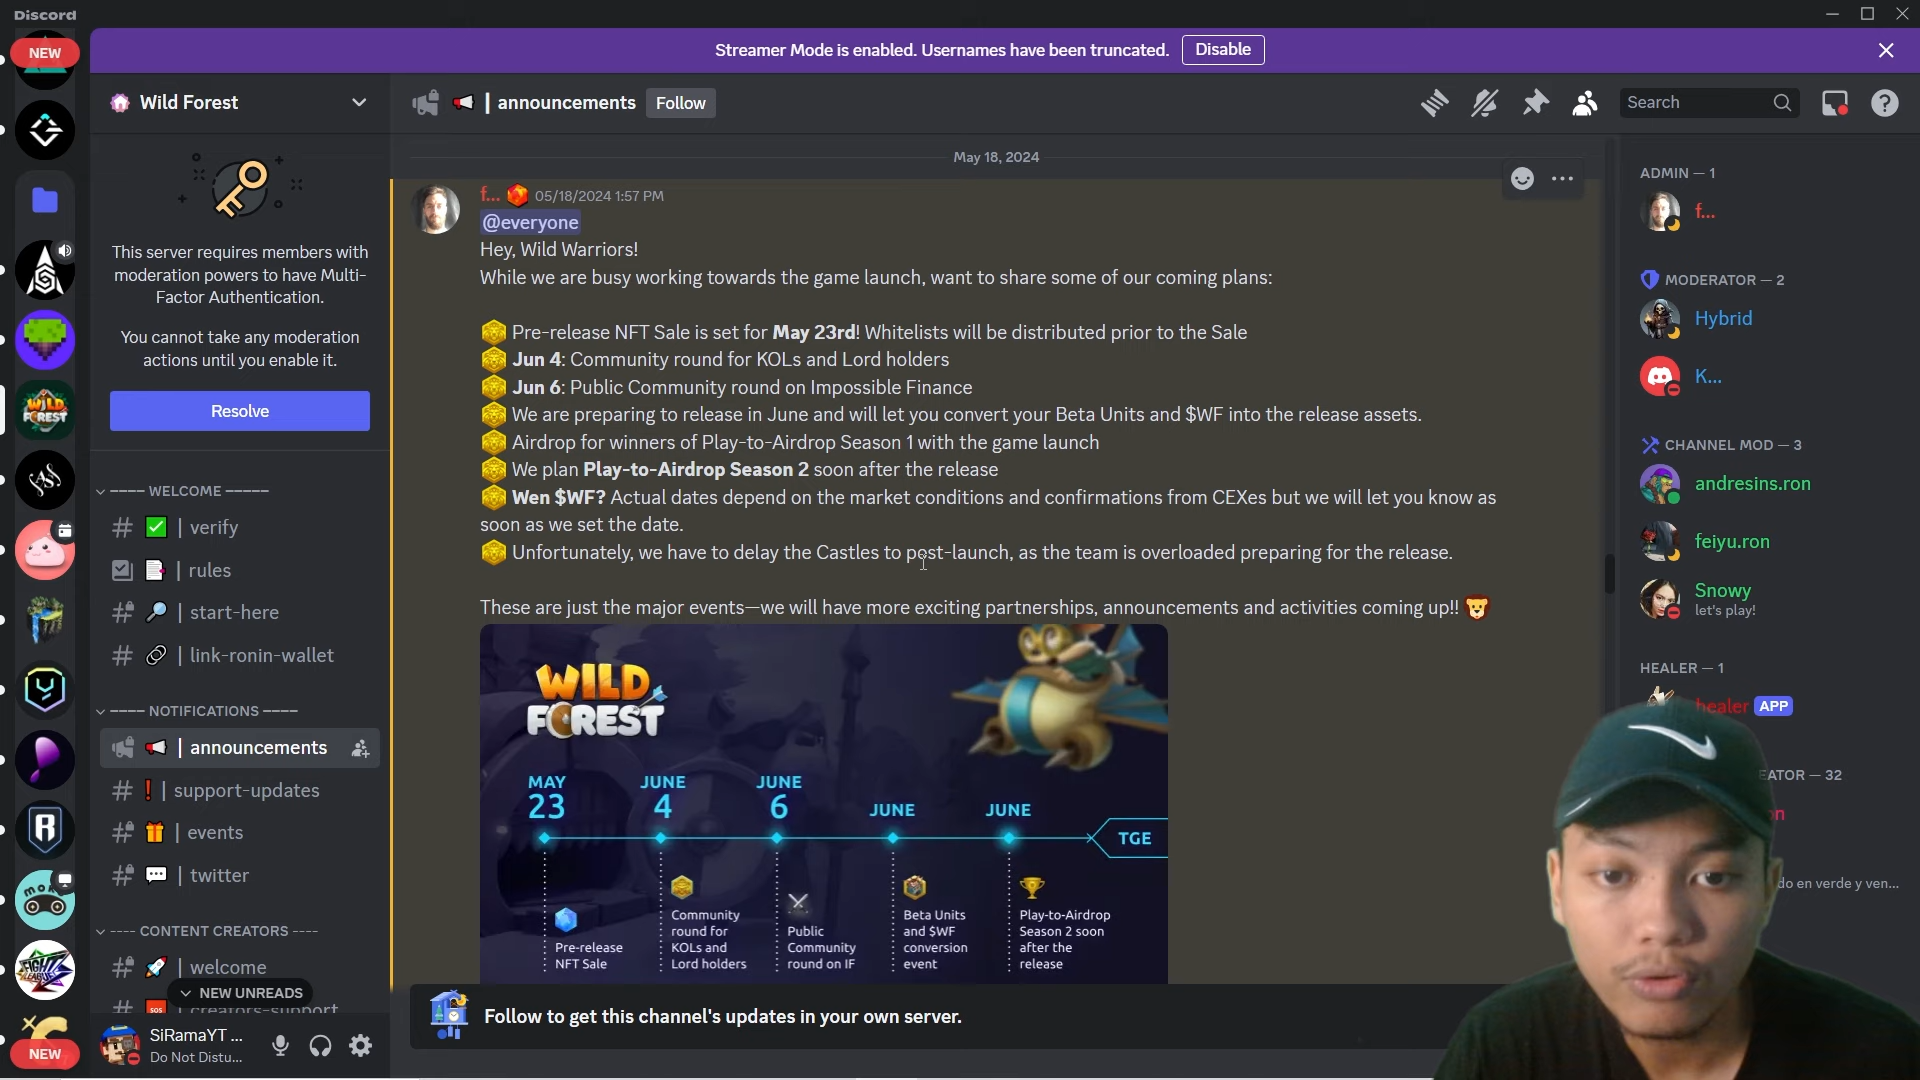 Discord
Streamer Mode is enabled. Usernames have been truncated.
Disable
NEW
Wild Forest
| announcements
Follow
Search
This server requires members with
moderation powers to have Multi-
Factor Authentication.
You cannot take any moderation
actions until you enable it.
Resolve
---- WELCOME -----
| verify
| rules
| start-here
| link-ronin-wallet
---- NOTIFICATIONS ----
| announcements
| support-updates
| events
| twitter
---- CONTENT CREATORS ----
| welcome
NEW UNREADS
creators-support
SiRamaYT ...
Do Not Distu...
NEW
WILD
FOREST
May 18, 2024
f... 05/18/2024 1:57 PM
@everyone
Hey, Wild Warriors!
While we are busy working towards the game launch, want to share some of our coming plans:
Pre-release NFT Sale is set for May 23rd! Whitelists will be distributed prior to the Sale
Jun 4: Community round for KOLs and Lord holders
Jun 6: Public Community round on Impossible Finance
We are preparing to release in June and will let you convert your Beta Units and $WF into the release assets.
Airdrop for winners of Play-to-Airdrop Season 1 with the game launch
We plan Play-to-Airdrop Season 2 soon after the release
Wen $WF? Actual dates depend on the market conditions and confirmations from CEXes but we will let you know as
soon as we set the date.
Unfortunately, we have to delay the Castles to post-launch, as the team is overloaded preparing for the release.
These are just the major events—we will have more exciting partnerships, announcements and activities coming up!!
WILD
FOREST
MAY
23
JUNE
4
JUNE
6
JUNE
JUNE
TGE
Pre-release
NFT Sale
Community
round for
KOLs and
Lord holders
Public
Community
round on IF
Beta Units
and $WF
conversion
event
Play-to-Airdrop
Season 2 soon
after the
release
Follow to get this channel's updates in your own server.
ADMIN — 1
f...
MODERATOR — 2
Hybrid
K...
CHANNEL MOD — 3
andresins.ron
feiyu.ron
Snowy
let's play!
HEALER — 1
healer APP
EATOR — 32
n
do en verde y ven...